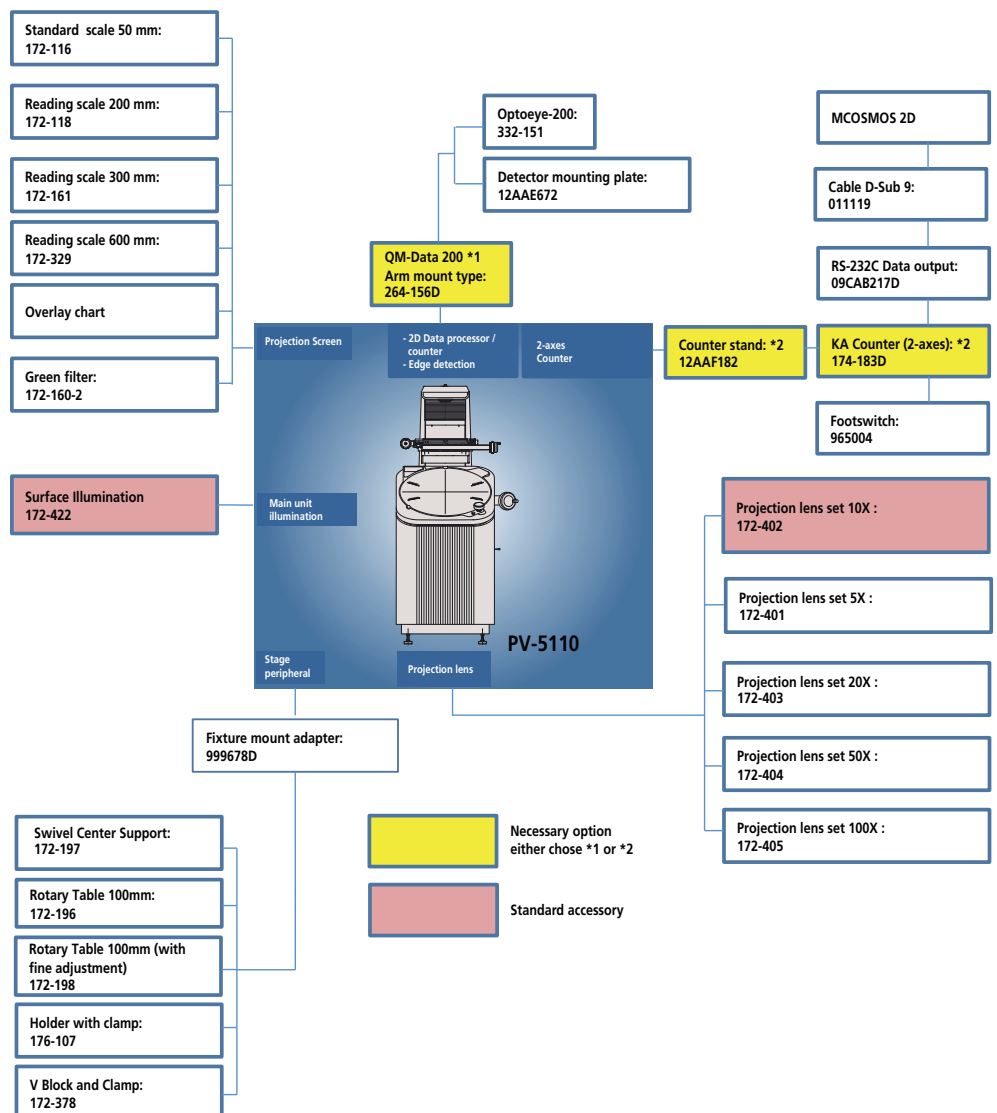 Standard scale 50 mm:
172-116
Reading scale 200 mm:
172-118
Reading scale 300 mm:
172-161
Reading scale 600 mm:
172-329
Overlay chart
Green filter:
172-160-2
Optoeye-200:
332-151
Detector mounting plate:
12AAE672
QM-Data 200 *1
Arm mount type:
264-156D
MCOSMOS 2D
Cable D-Sub 9:
011119
RS-232C Data output:
09CAB217D
Counter stand: *2
12AAF182
KA Counter (2-axes): *2
174-183D
Footswitch:
965004
Projection Screen
- 2D Data processor /
counter
- Edge detection
2-axes
Counter
Surface Illumination
172-422
Main unit
illumination
PV-5110
Stage
peripheral
Projection lens
Projection lens set 10X :
172-402
Projection lens set 5X :
172-401
Projection lens set 20X :
172-403
Projection lens set 50X :
172-404
Projection lens set 100X :
172-405
Fixture mount adapter:
999678D
Swivel Center Support:
172-197
Rotary Table 100mm:
172-196
Rotary Table 100mm (with
fine adjustment)
172-198
Holder with clamp:
176-107
V Block and Clamp:
172-378
Necessary option
either chose *1 or *2
Standard accessory